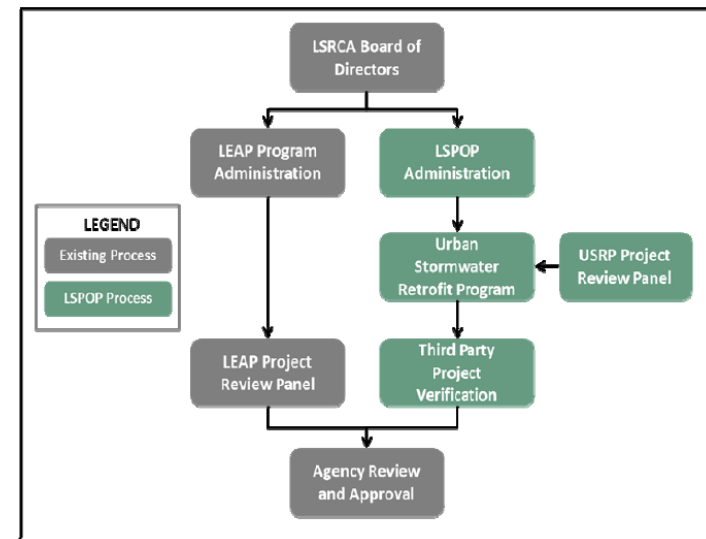 LSRCA Board of
Directors
LEAP Program
Administration
LSPOP
Administration
LEGEND
Existing Process
LSPOP Process
Urban
Stormwater
Retrofit Program
USRP Project
Review Panel
LEAP Project
Review Panel
Third Party
Project
Verification
Agency Review
and Approval